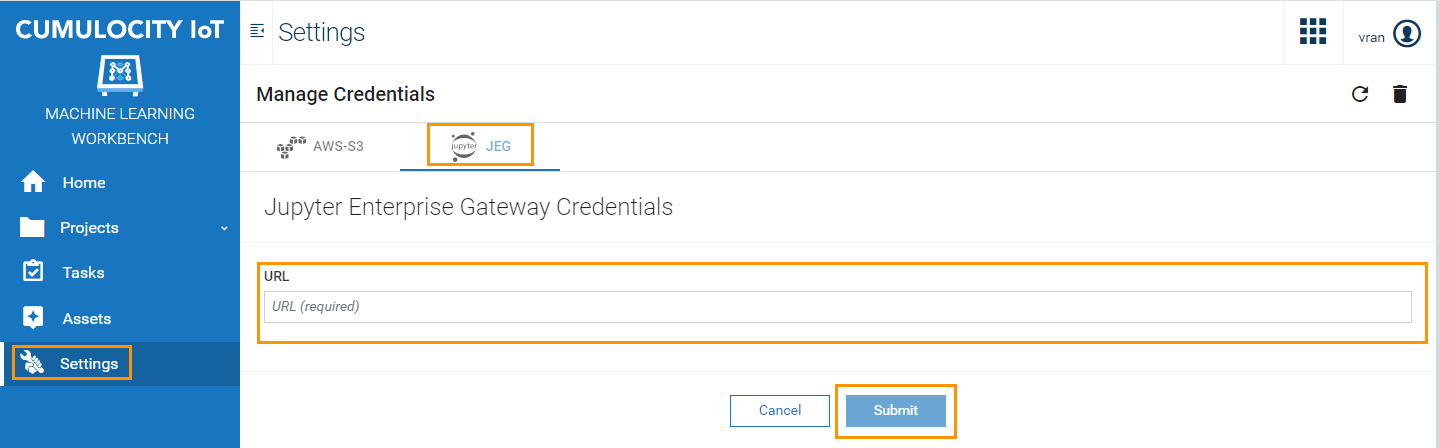 CUMULOCITY IoT
MACHINE LEARNING
WORKBENCH
Home
Projects
Tasks
Assets
Settings
Settings
vran
Manage Credentials
AWS-S3
jupyter JEG
Jupyter Enterprise Gateway Credentials
URL
URL (required)
Cancel
Submit